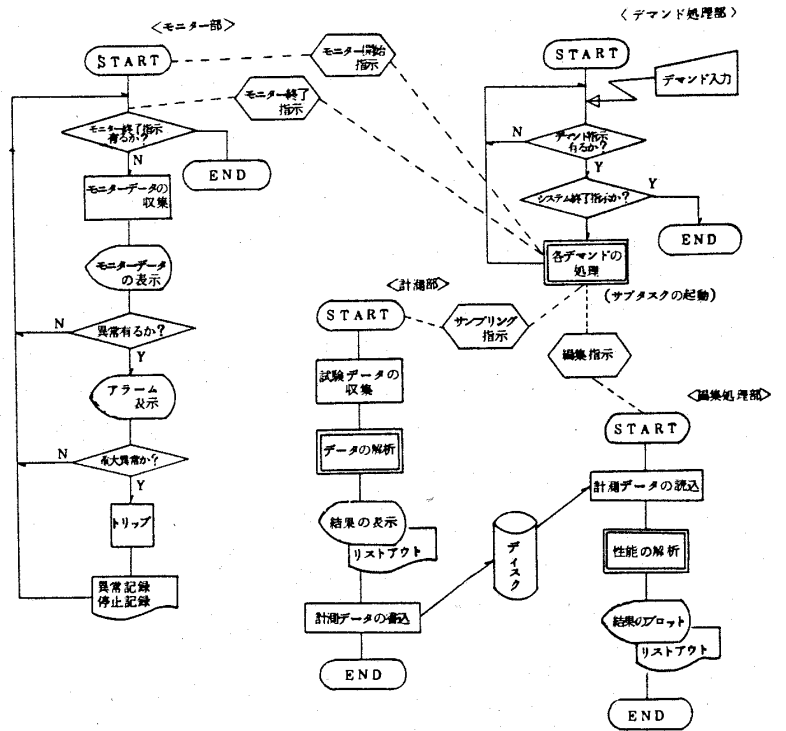 〈モニター部〉
START
モニター開始
指示
モニター終了
指示
モニター終了指示
有るか?
N
END
モニターデータの
収集
モニターデータ
の表示
異常有るか?
N
Y
アラーム
表示
重大異常か?
N
Y
トリップ
異常記録
停止記録
〈デマンド処理部〉
START
デマンド入力
デマンド指示
有るか?
N
Y
システム終了指示か?
Y
END
各デマンドの
処理
(サブタスクの起動)
〈計測部〉
START
サンプリング
指示
試験データの
収集
データの解析
結果の表示
リストアウト
計測データの書込
END
ディスク
編集指示
〈編集処理部〉
START
計測データの読込
性能の解析
結果のプロット
リストアウト
END